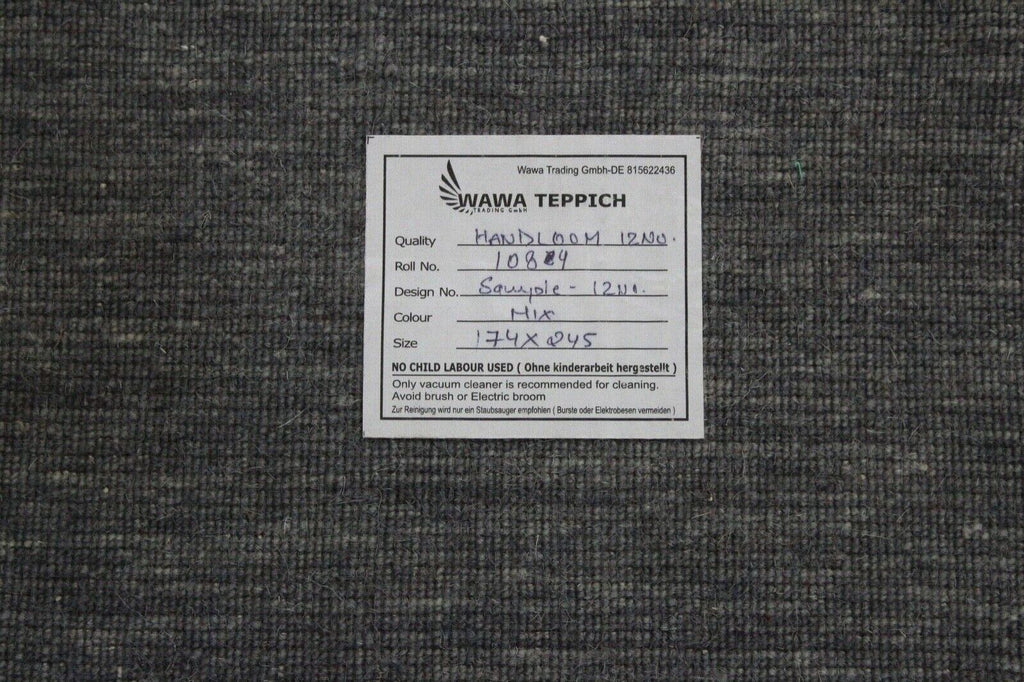 Wawa Trading Gmbh-DE 815622436
WAWA TEPPICH
TRADING GmbH
Quality HANDLOOM 12NO.
Roll No.
Design No. Sample - 12NO.
Colour MIX
Size 174X245
NO CHILD LABOUR USED ( Ohne kinderarbeit hergestellt )
Only vacuum cleaner is recommended for cleaning.
Avoid brush or Electric broom
Zur Reinigung wird nur ein Staubsauger empfohlen ( Burste oder Elektrobesen vermeiden )